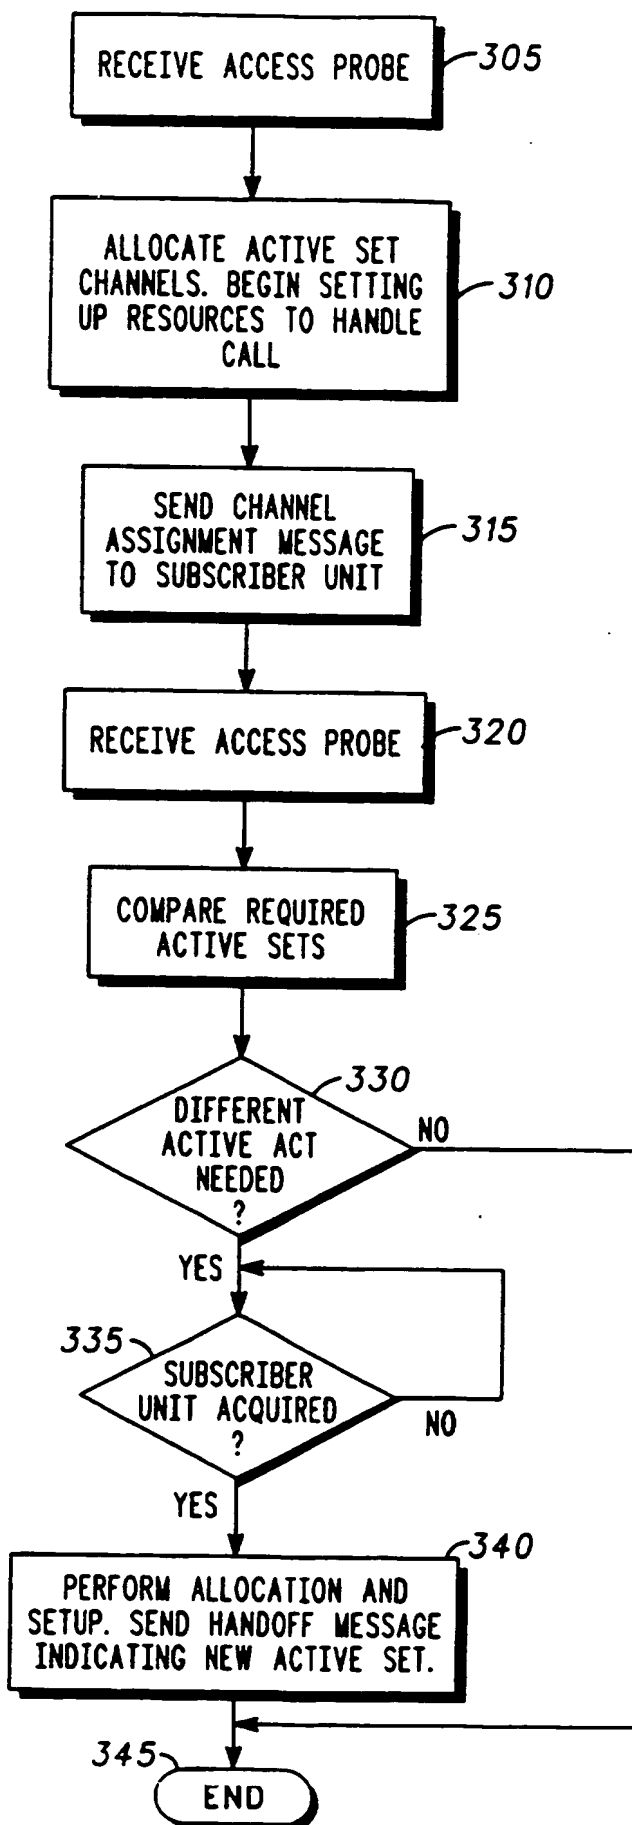 RECEIVE ACCESS PROBE
305
ALLOCATE ACTIVE SET
CHANNELS. BEGIN SETTING
UP RESOURCES TO HANDLE
CALL
310
SEND CHANNEL
ASSIGNMENT MESSAGE
TO SUBSCRIBER UNIT
315
RECEIVE ACCESS PROBE
320
COMPARE REQUIRED
ACTIVE SETS
325
330
DIFFERENT
ACTIVE ACT
NEEDED
?
NO
YES
335
SUBSCRIBER
UNIT ACQUIRED
?
NO
YES
340
PERFORM ALLOCATION AND
SETUP. SEND HANDOFF MESSAGE
INDICATING NEW ACTIVE SET.
345
END